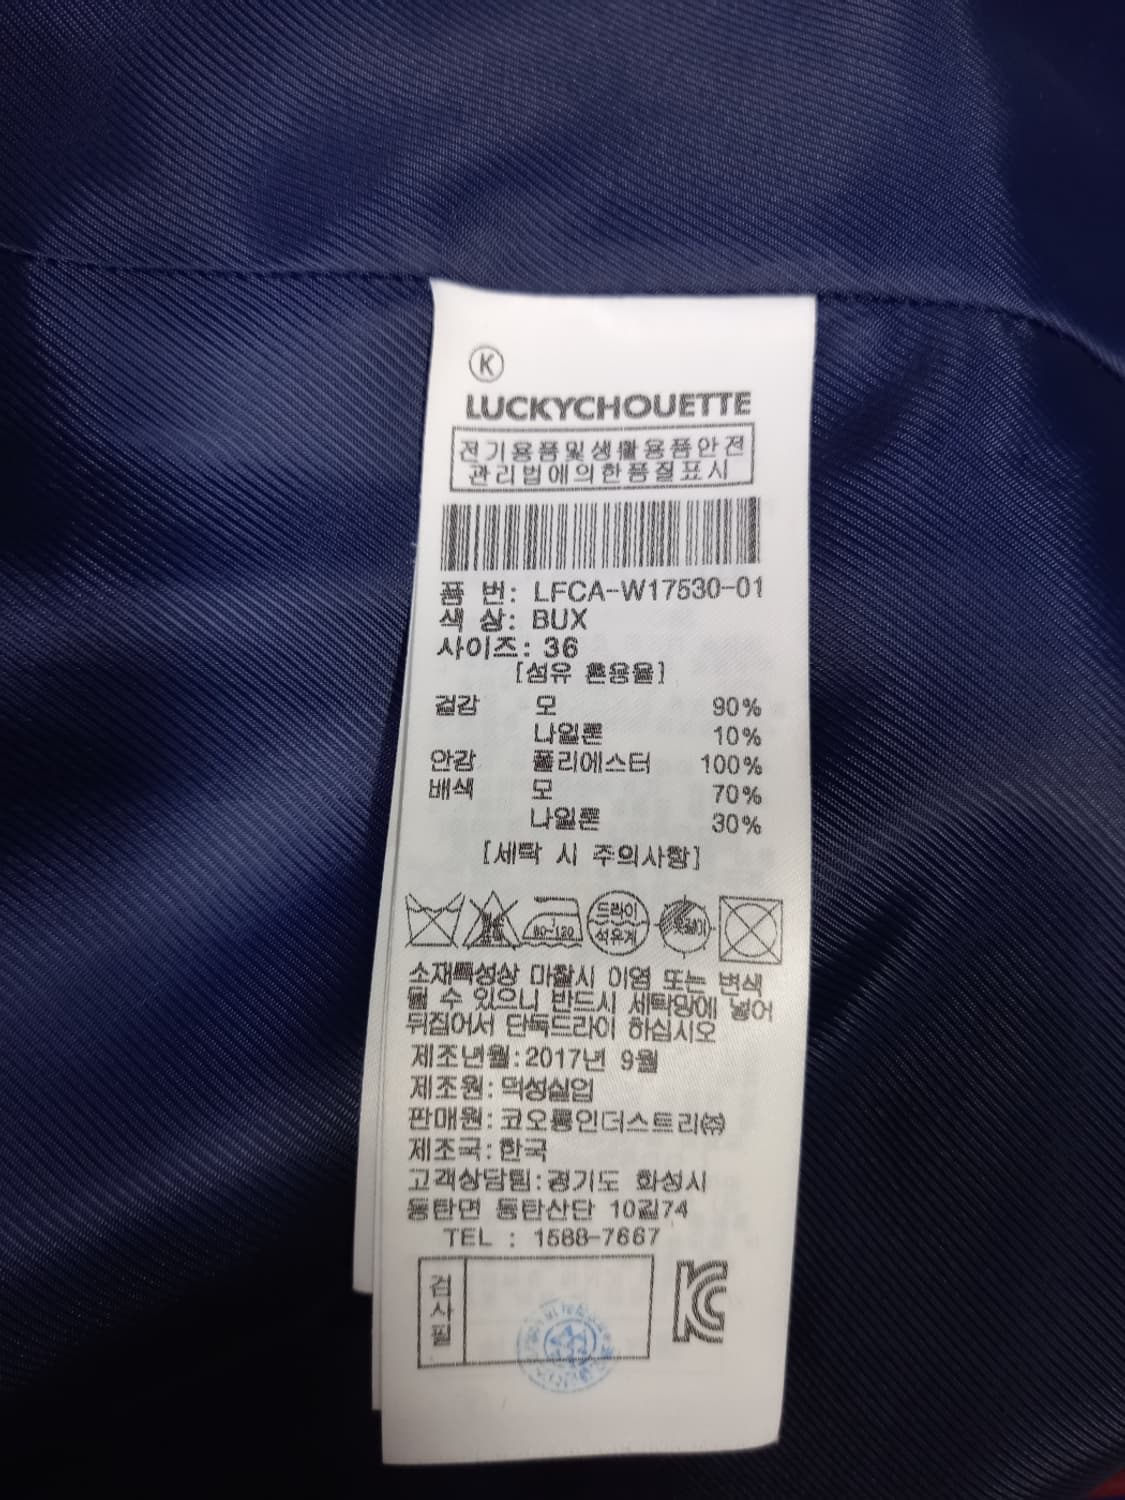 K
LUCKYCHOUETTE
전기용품및생활용품안전
관리법에의한품질표시
품 번: LFCA-W17530-01
색 상: BUX
사이즈: 36
[섬유 혼용율]
겉감 모 90%
나일론 10%
안감 폴리에스터 100%
배색 모 70%
나일론 30%
[세탁 시 주의사항]
80~120 드라이 석유계 옷걸이
소재특성상 마찰시 이염 또는 변색
될 수 있으니 반드시 세탁망에 넣어
뒤집어서 단독드라이 하십시오
제조년월:2017년 9월
제조원:덕성실업
판매원:코오롱인더스트리㈜
제조국:한국
고객상담팀:경기도 화성시
동탄면 동탄산단 10길74
TEL : 1588-7667
검사필